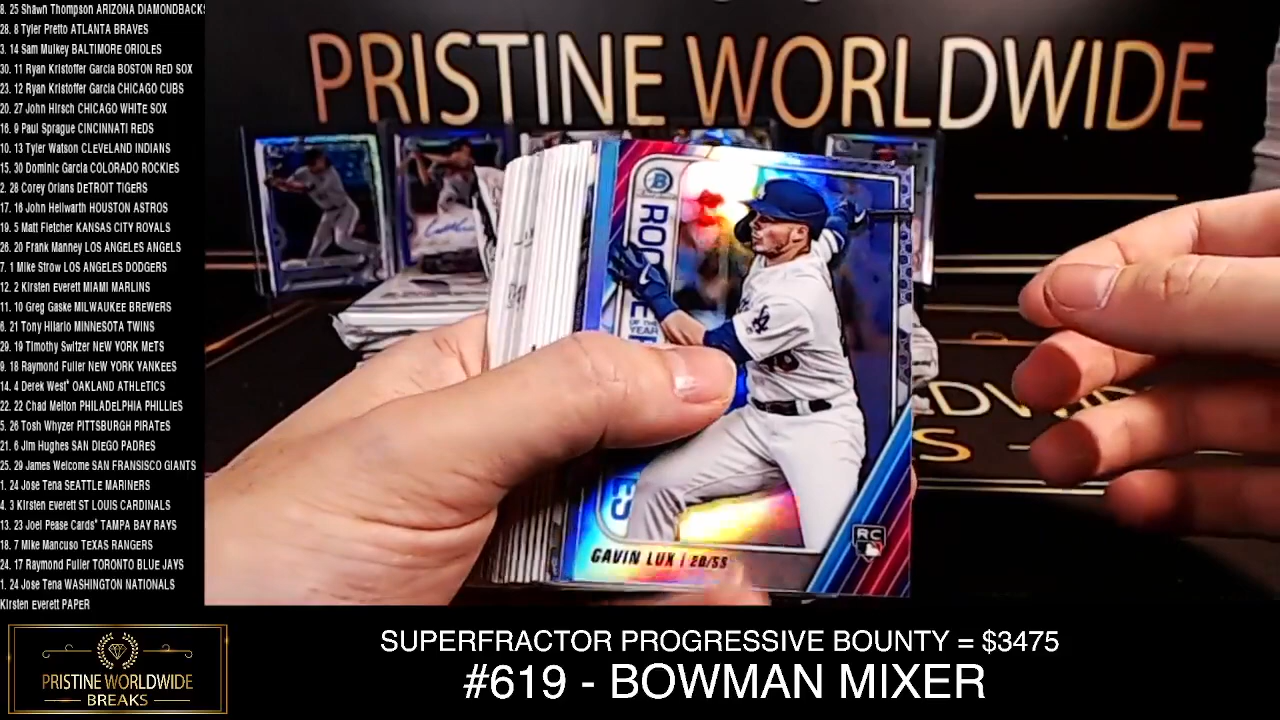 8. 25 Shawn Thompson ARIZONA DIAMONDBACKS
28. 8 Tyler Pretto ATLANTA BRAVES
3. 14 Sam Mulkey BALTIMORE ORIOLES
30. 11 Ryan Kristoffer Garcia BOSTON RED SOX
23. 12 Ryan Kristoffer Garcia CHICAGO CUBS
20. 27 John Hirsch CHICAGO WHITE SOX
16. 9 Paul Sprague CINCINNATI REDS
10. 13 Tyler Watson CLEVELAND INDIANS
15. 30 Dominic Garcia COLORADO ROCKIES
2. 28 Corey Orians DETROIT TIGERS
17. 16 John Hellwarth HOUSTON ASTROS
19. 5 Matt Fletcher KANSAS CITY ROYALS
26. 20 Frank Manney LOS ANGELES ANGELS
7. 1 Mike Strow LOS ANGELES DODGERS
12. 2 Kirsten Everett MIAMI MARLINS
11. 10 Greg Gaske MILWAUKEE BREWERS
6. 21 Tony Hilario MINNESOTA TWINS
29. 19 Timothy Switzer NEW YORK METS
9. 18 Raymond Fuller NEW YORK YANKEES
14. 4 Derek West* OAKLAND ATHLETICS
22. 22 Chad Melton PHILADELPHIA PHILLIES
5. 26 Tosh Whyzer PITTSBURGH PIRATES
21. 6 Jim Hughes SAN DIEGO PADRES
25. 29 James Welcome SAN FRANSISCO GIANTS
1. 24 Jose Tena SEATTLE MARINERS
4. 3 Kirsten Everett ST LOUIS CARDINALS
13. 23 Joel Pease Cards* TAMPA BAY RAYS
18. 7 Mike Mancuso TEXAS RANGERS
24. 17 Raymond Fuller TORONTO BLUE JAYS
1. 24 Jose Tena WASHINGTON NATIONALS
Kirsten Everett PAPER
PRISTINE WORLDWIDE
B
OF THE
YEAR
LA
RC
GAVIN LUX | 2B/SS
PRISTINE WORLDWIDE
BREAKS
SUPERFRACTOR PROGRESSIVE BOUNTY = $3475
#619 - BOWMAN MIXER